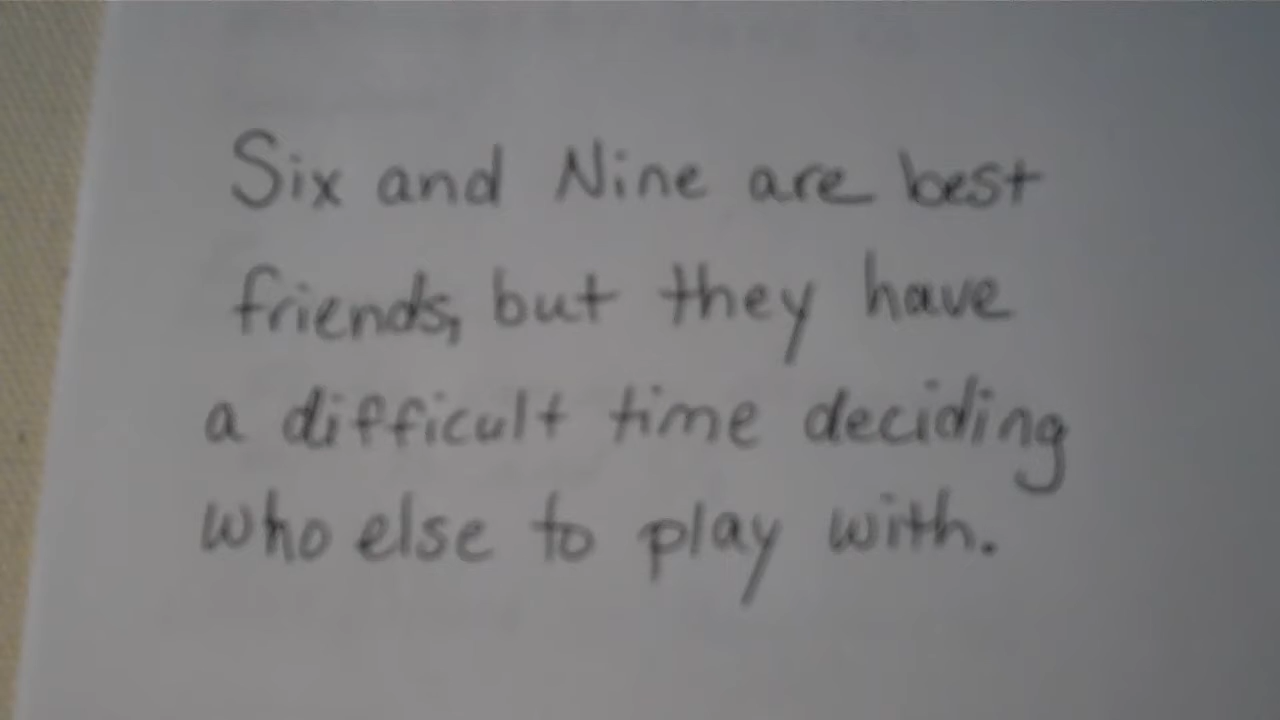 Six and Nine are best
friends, but they have
a difficult time deciding
who else to play with.